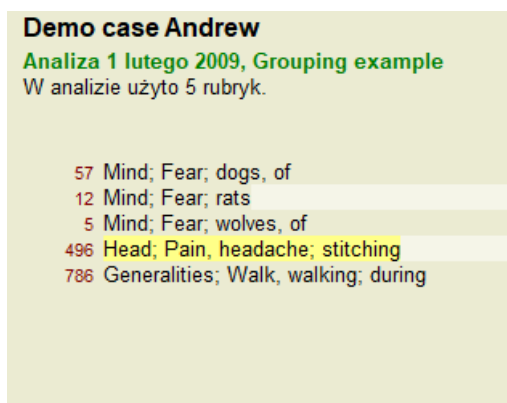 Demo case Andrew
Analiza 1 lutego 2009, Grouping example
W analizie użyto 5 rubryk.
57 Mind; Fear; dogs, of
12 Mind; Fear; rats
5 Mind; Fear; wolves, of
496 Head; Pain, headache; stitching
786 Generalities; Walk, walking; during